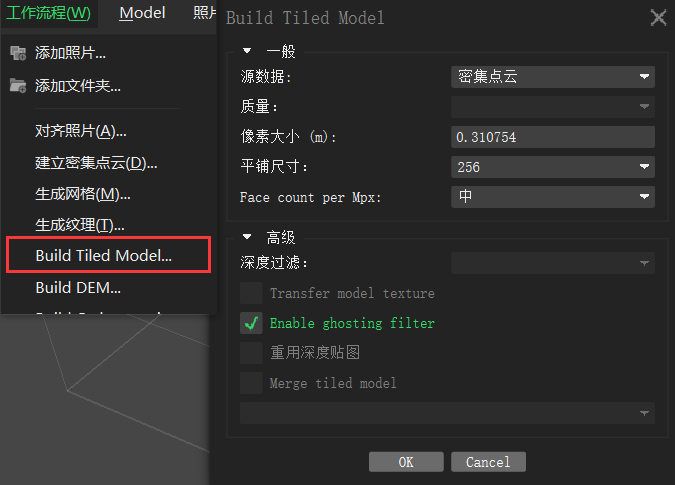 工作流程(W) Model 照片
添加照片...
添加文件夹...
对齐照片(A)...
建立密集点云(D)...
生成网格(M)...
生成纹理(T)...
Build Tiled Model...
Build DEM...
Build Tiled Model
一般
源数据: 密集点云
质量:
像素大小 (m): 0.310754
平铺尺寸: 256
Face count per Mpx: 中
高级
深度过滤:
Transfer model texture
Enable ghosting filter
重用深度贴图
Merge tiled model
OK Cancel